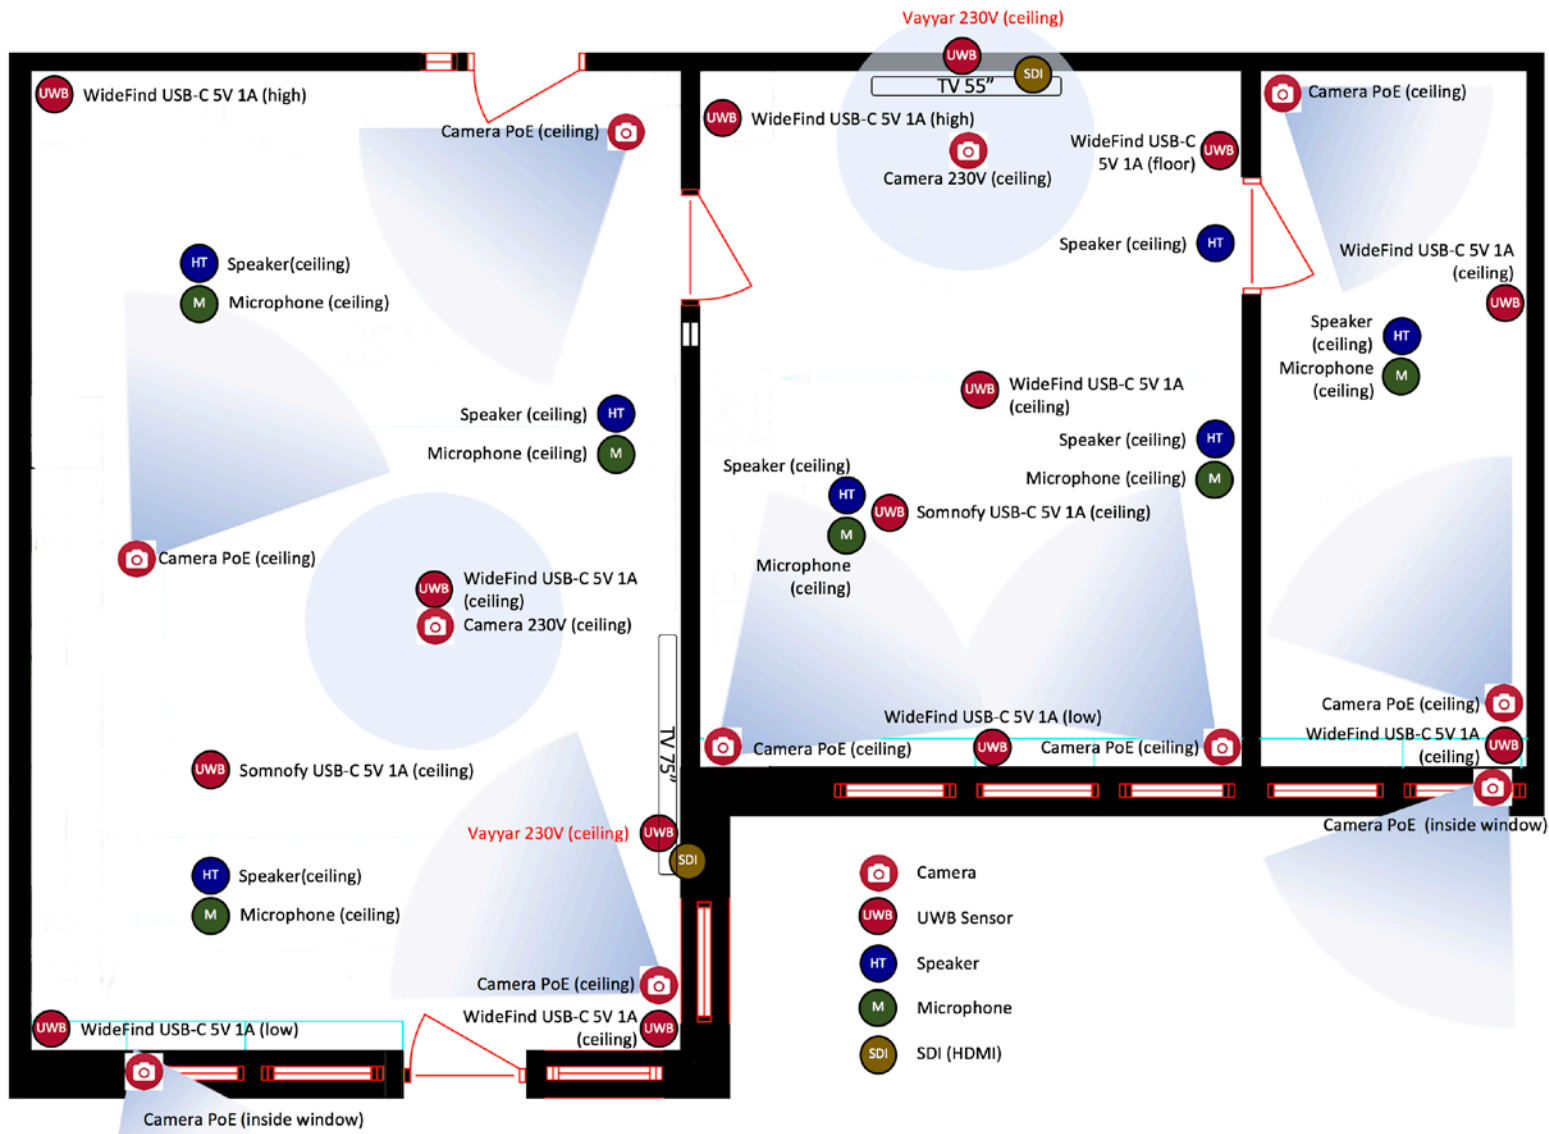 Vayyar 230V (ceiling)
UWB
SDI
TV 55”
UWB
WideFind USB-C 5V 1A (high)
Camera PoE (ceiling)
UWB
WideFind USB-C 5V 1A (high)
Camera 230V (ceiling)
WideFind USB-C
5V 1A (floor)
UWB
Camera PoE (ceiling)
HT
Speaker(ceiling)
M
Microphone (ceiling)
Speaker (ceiling)
HT
WideFind USB-C 5V 1A
(ceiling)
UWB
Speaker
(ceiling)
HT
Microphone
(ceiling)
M
Speaker (ceiling)
HT
Microphone (ceiling)
M
UWB
WideFind USB-C 5V 1A
(ceiling)
Speaker (ceiling)
HT
Microphone (ceiling)
M
Speaker (ceiling)
HT
UWB
Somnofy USB-C 5V 1A (ceiling)
M
Microphone
(ceiling)
Camera PoE (ceiling)
UWB
WideFind USB-C 5V 1A
(ceiling)
Camera 230V (ceiling)
TV 75”
UWB
Somnofy USB-C 5V 1A (ceiling)
Vayyar 230V (ceiling)
UWB
SDI
HT
Speaker(ceiling)
M
Microphone (ceiling)
Camera PoE (ceiling)
WideFind USB-C 5V 1A
(ceiling)
UWB
UWB
WideFind USB-C 5V 1A (low)
Camera PoE (inside window)
WideFind USB-C 5V 1A (low)
Camera PoE (ceiling)
UWB
Camera PoE (ceiling)
Camera PoE (ceiling)
WideFind USB-C 5V 1A
(ceiling)
UWB
Camera PoE (inside window)
Camera
UWB
UWB Sensor
HT
Speaker
M
Microphone
SDI
SDI (HDMI)